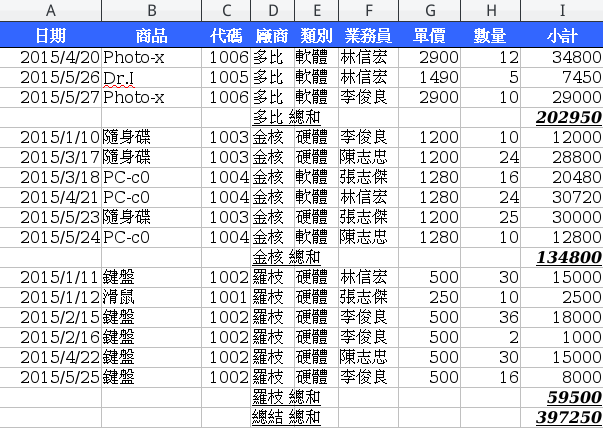 A B C D E F G H I
日期 商品 代碼 廠商 類別 業務員 單價 數量 小計
2015/4/20 Photo-x 1006 多比 軟體 林信宏 2900 12 34800
2015/5/26 Dr.I 1005 多比 軟體 林信宏 1490 5 7450
2015/5/27 Photo-x 1006 多比 軟體 李俊良 2900 10 29000
多比 總和 202950
2015/1/10 隨身碟 1003 金核 硬體 李俊良 1200 10 12000
2015/3/17 隨身碟 1003 金核 硬體 陳志忠 1200 24 28800
2015/3/18 PC-c0 1004 金核 軟體 張志傑 1280 16 20480
2015/4/21 PC-c0 1004 金核 軟體 林信宏 1280 24 30720
2015/5/23 隨身碟 1003 金核 硬體 張志傑 1200 25 30000
2015/5/24 PC-c0 1004 金核 軟體 陳志忠 1280 10 12800
金核 總和 134800
2015/1/11 鍵盤 1002 羅枝 硬體 林信宏 500 30 15000
2015/1/12 滑鼠 1001 羅枝 硬體 張志傑 250 10 2500
2015/2/15 鍵盤 1002 羅枝 硬體 李俊良 500 36 18000
2015/2/16 鍵盤 1002 羅枝 硬體 李俊良 500 2 1000
2015/4/22 鍵盤 1002 羅枝 硬體 陳志忠 500 30 15000
2015/5/25 鍵盤 1002 羅枝 硬體 李俊良 500 16 8000
羅枝 總和 59500
總結 總和 397250